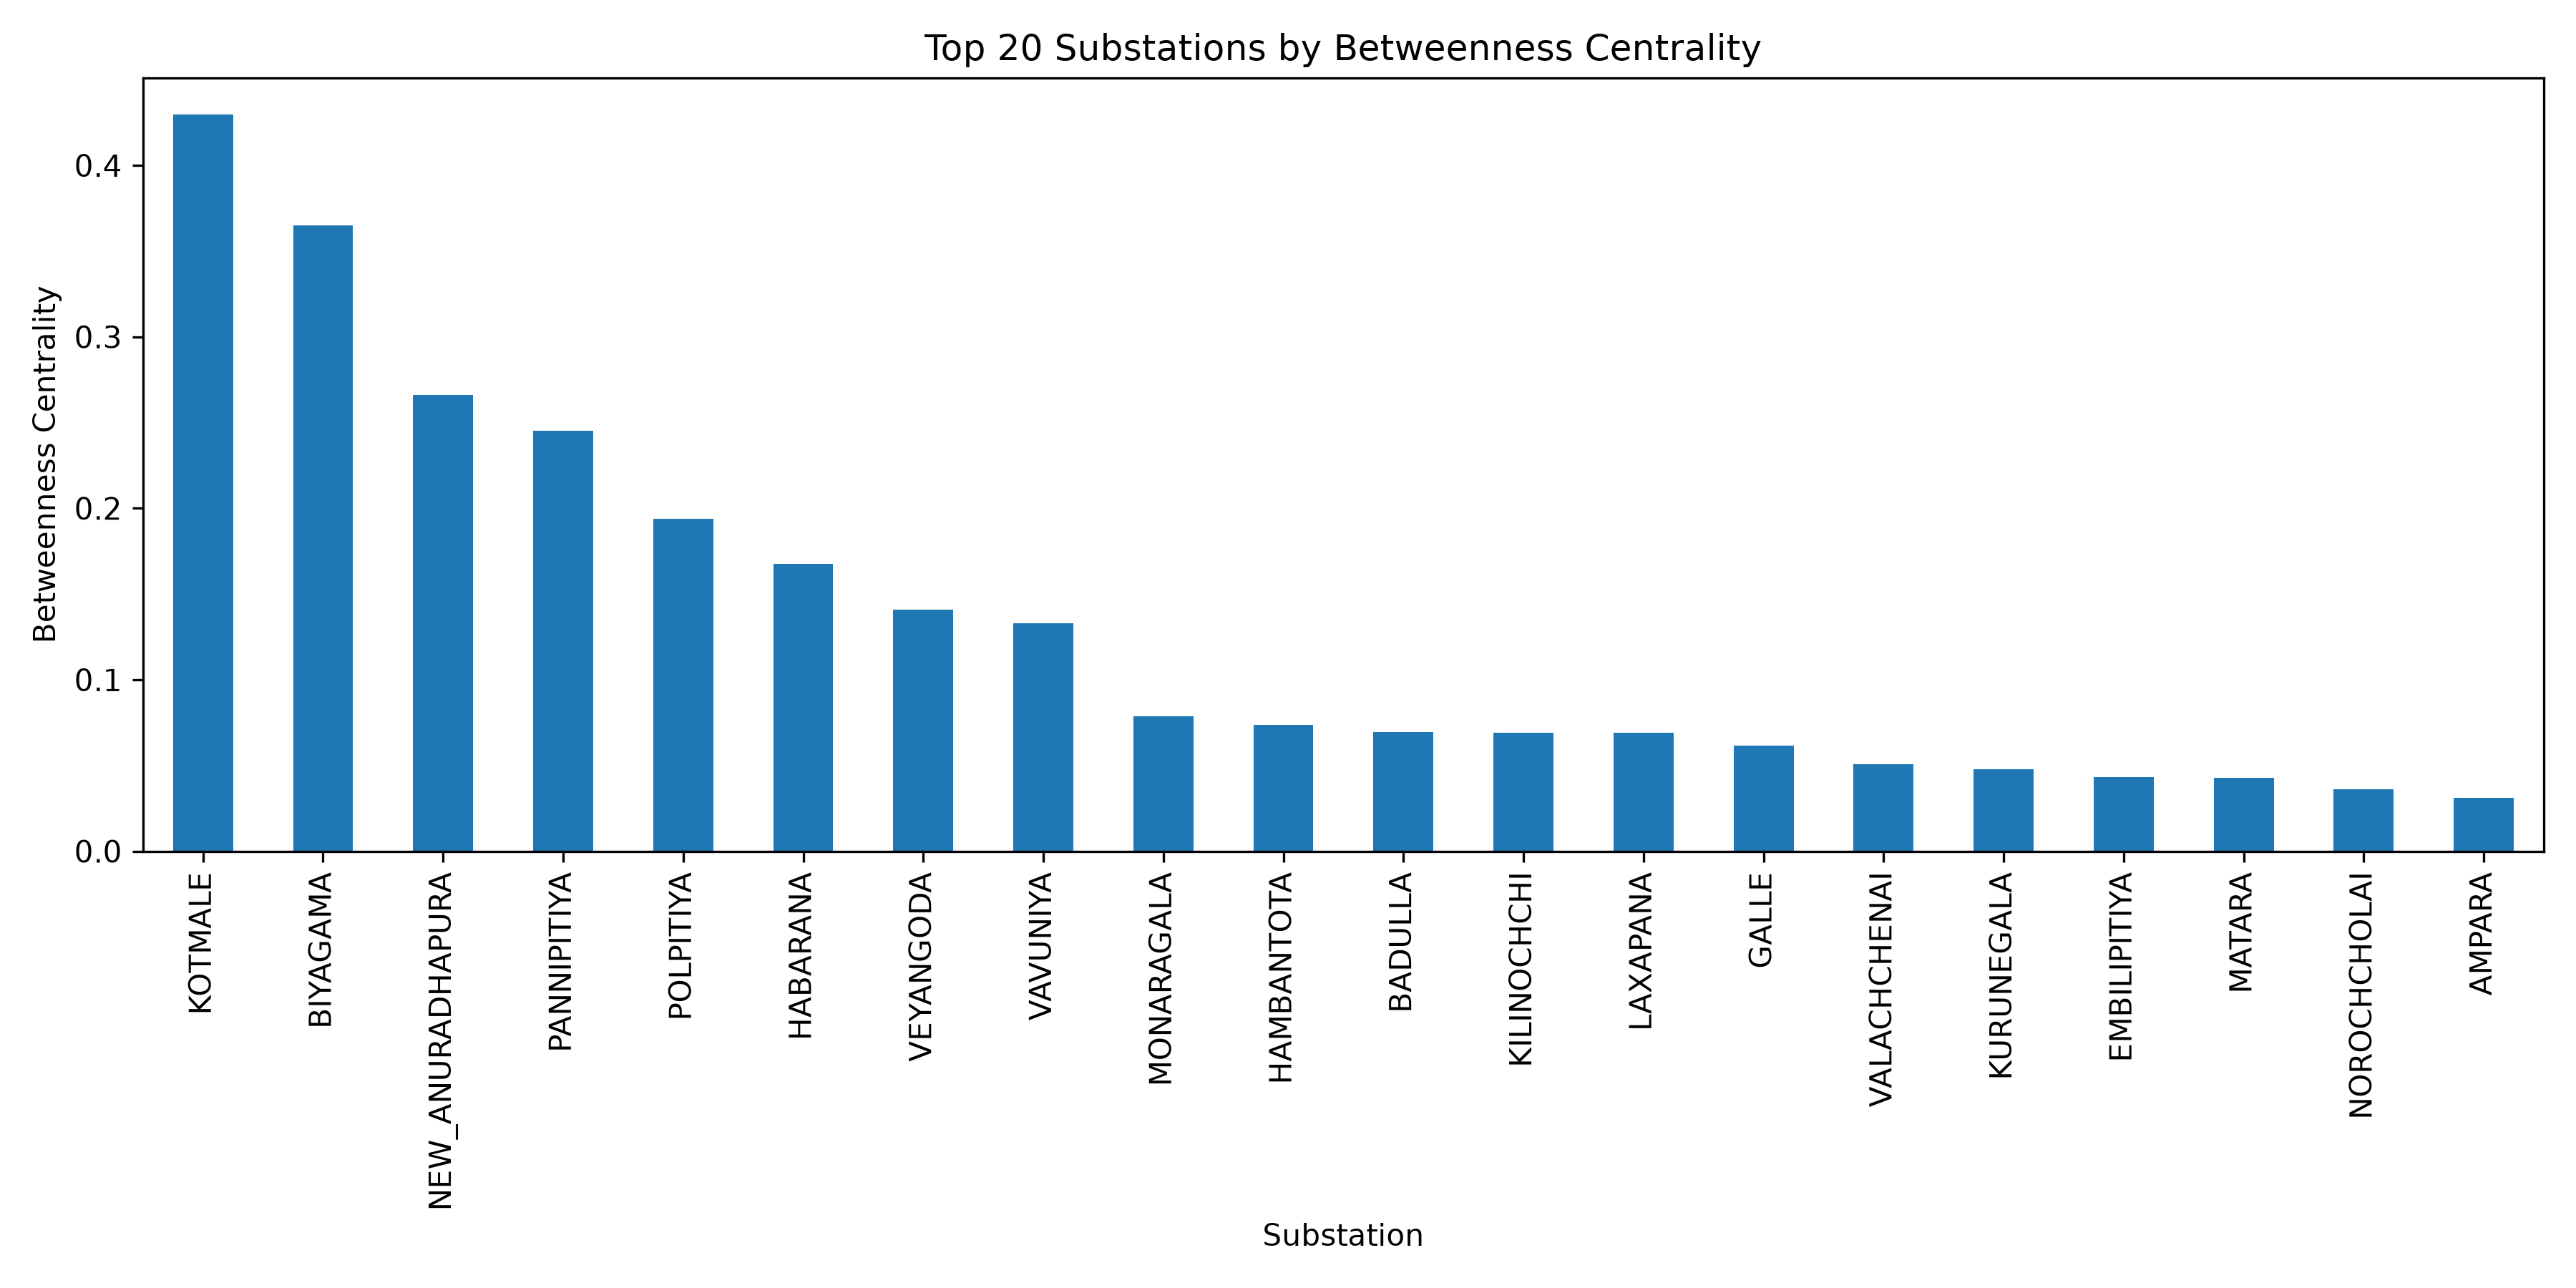 Top 20 Substations by Betweenness Centrality
Betweenness Centrality
0.4
0.3
0.2
0.1
0.0
KOTMALE
BIYAGAMA
NEW_ANURADHAPURA
PANNIPITIYA
POLPITIYA
HABARANA
VEYANGODA
VAVUNIYA
MONARAGALA
HAMBANTOTA
BADULLA
KILINOCHCHI
LAXAPANA
GALLE
VALACHCHENAI
KURUNEGALA
EMBILIPITIYA
MATARA
NOROCHCHOLAI
AMPARA
Substation